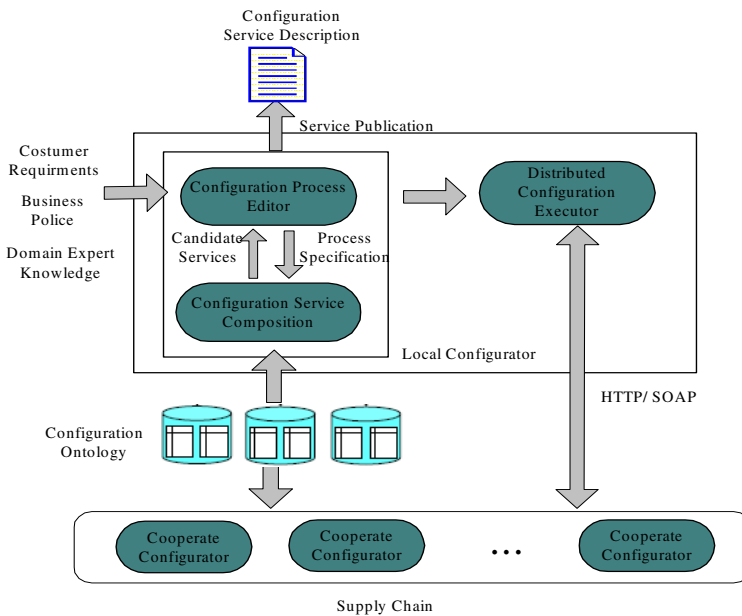 Configuration
Service Description
Service Publication
Costumer
Requirments
Business
Police
Domain Expert
Knowledge
Configuration Process
Editor
Distributed
Configuration
Executor
Candidate
Services
Process
Specification
Configuration Service
Composition
Local Configurator
HTTP/ SOAP
Configuration
Ontology
Cooperate
Configurator
Cooperate
Configurator
...
Cooperate
Configurator
Supply Chain